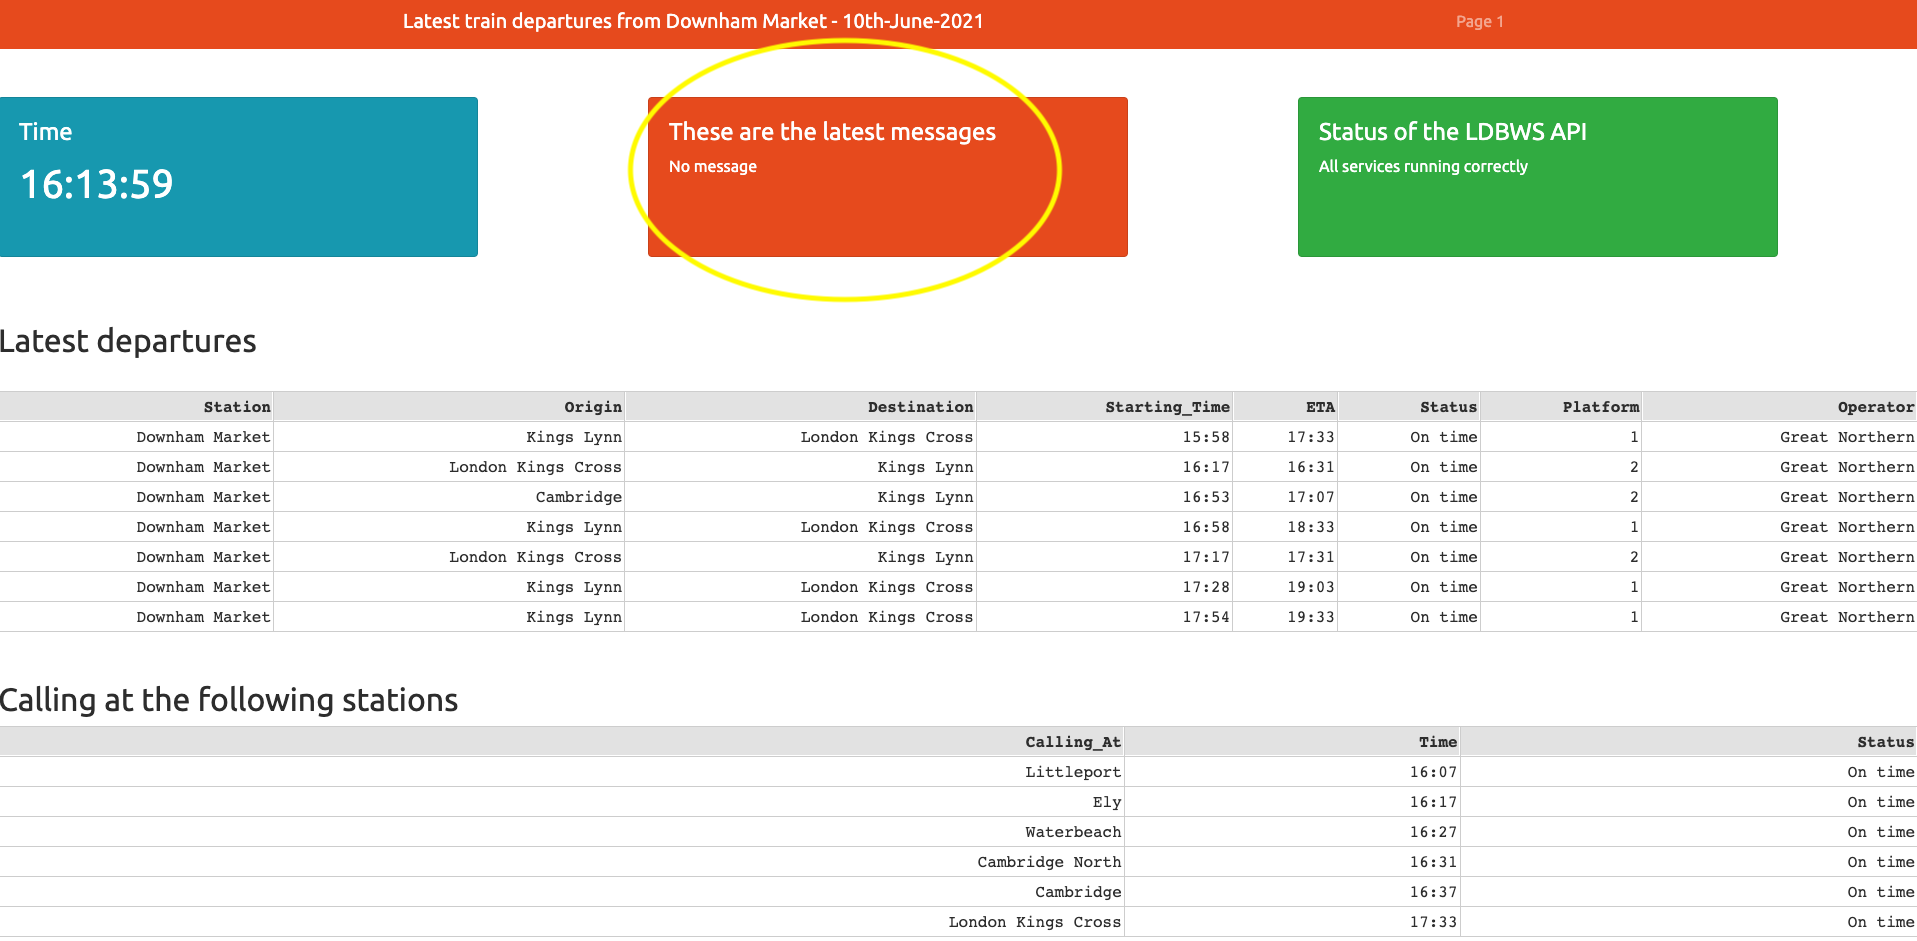 Latest train departures from Downham Market - 10th-June-2021 Page 1
Time
16:13:59
These are the latest messages
No message
Status of the LDBWS API
All services running correctly
Latest departures
Station Origin Destination Starting_Time ETA Status Platform Operator
Downham Market Kings Lynn London Kings Cross 15:58 17:33 On time 1 Great Northern
Downham Market London Kings Cross Kings Lynn 16:17 16:31 On time 2 Great Northern
Downham Market Cambridge Kings Lynn 16:53 17:07 On time 2 Great Northern
Downham Market Kings Lynn London Kings Cross 16:58 18:33 On time 1 Great Northern
Downham Market London Kings Cross Kings Lynn 17:17 17:31 On time 2 Great Northern
Downham Market Kings Lynn London Kings Cross 17:28 19:03 On time 1 Great Northern
Downham Market Kings Lynn London Kings Cross 17:54 19:33 On time 1 Great Northern
Calling at the following stations
Calling_At Time Status
Littleport 16:07 On time
Ely 16:17 On time
Waterbeach 16:27 On time
Cambridge North 16:31 On time
Cambridge 16:37 On time
London Kings Cross 17:33 On time